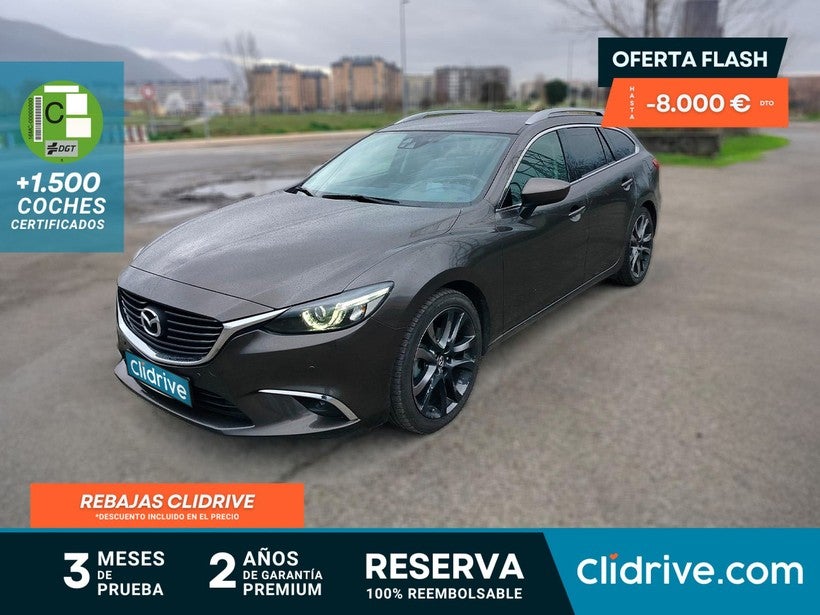 C
DGT
+1.500
COCHES
CERTIFICADOS
OFERTA FLASH
HASTA
-8.000 € DTO
Clidrive
REBAJAS CLIDRIVE
*DESCUENTO INCLUIDO EN EL PRECIO
3 MESES
DE
PRUEBA
2 AÑOS
DE GARANTÍA
PREMIUM
RESERVA
100% REEMBOLSABLE
Clidrive.com